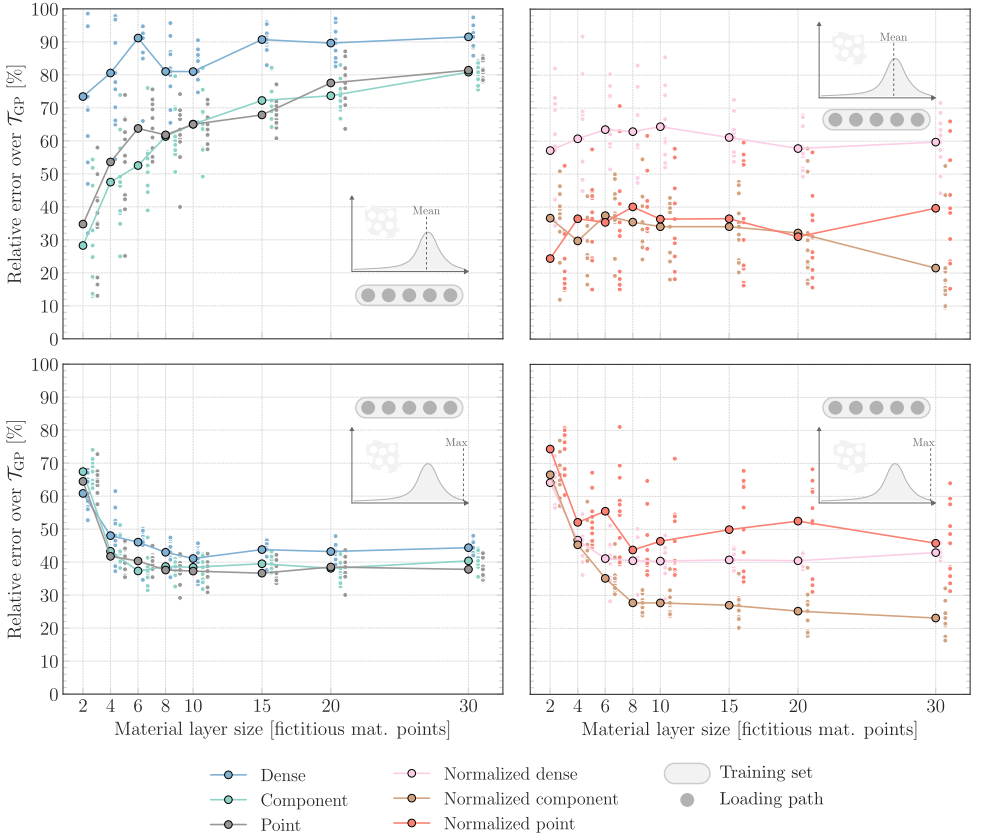 100
90
80
70
60
50
40
30
20
10
0
Relative error over 𝒯GP [%]
Mean
Mean
100
90
80
70
60
50
40
30
20
10
0
Relative error over 𝒯GP [%]
Max
Max
2 4 6 8 10 15 20 30
Material layer size [fictitious mat. points]
2 4 6 8 10 15 20 30
Material layer size [fictitious mat. points]
Dense
Component
Point
Normalized dense
Normalized component
Normalized point
Training set
Loading path